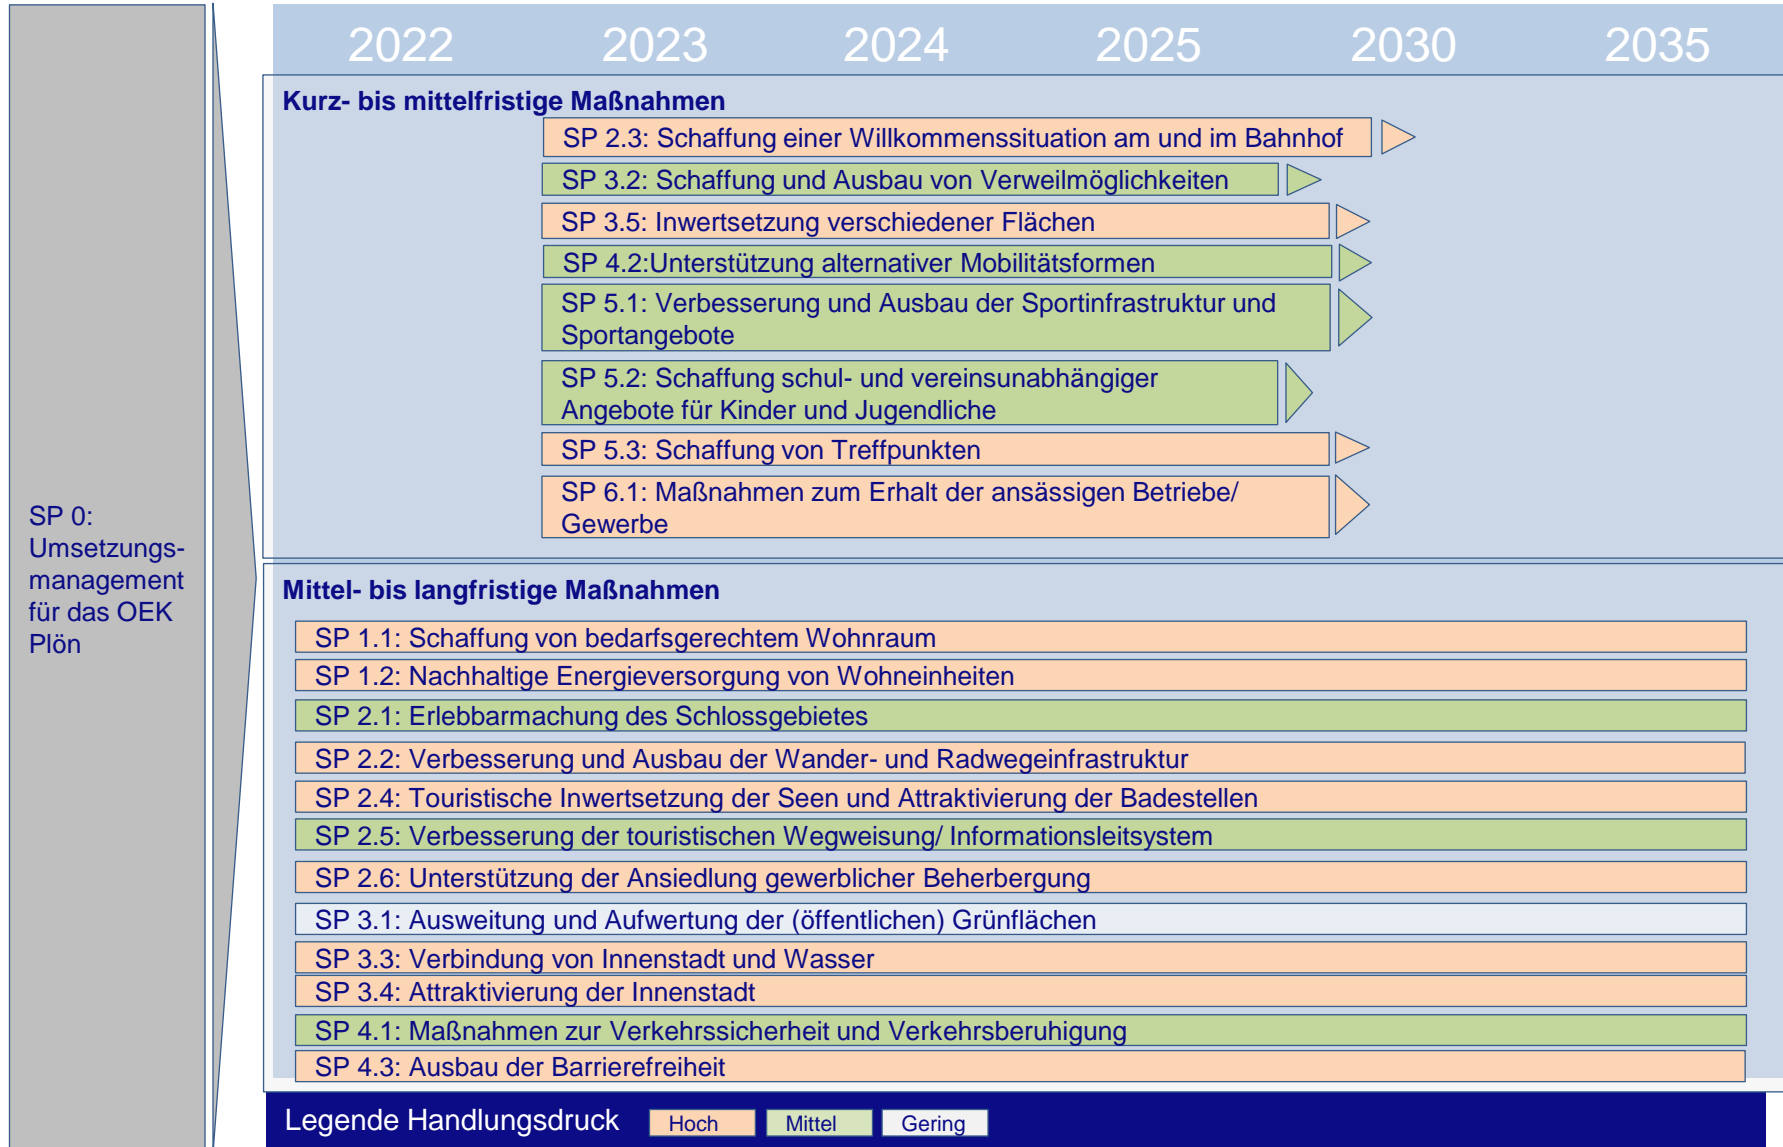 SP 0:
Umsetzungs-
management
für das OEK
Plön
2022 2023 2024 2025 2030 2035
Kurz- bis mittelfristige Maßnahmen
SP 2.3: Schaffung einer Willkommenssituation am und im Bahnhof
SP 3.2: Schaffung und Ausbau von Verweilmöglichkeiten
SP 3.5: Inwertsetzung verschiedener Flächen
SP 4.2:Unterstützung alternativer Mobilitätsformen
SP 5.1: Verbesserung und Ausbau der Sportinfrastruktur und
Sportangebote
SP 5.2: Schaffung schul- und vereinsunabhängiger
Angebote für Kinder und Jugendliche
SP 5.3: Schaffung von Treffpunkten
SP 6.1: Maßnahmen zum Erhalt der ansässigen Betriebe/
Gewerbe
Mittel- bis langfristige Maßnahmen
SP 1.1: Schaffung von bedarfsgerechtem Wohnraum
SP 1.2: Nachhaltige Energieversorgung von Wohneinheiten
SP 2.1: Erlebbarmachung des Schlossgebietes
SP 2.2: Verbesserung und Ausbau der Wander- und Radwegeinfrastruktur
SP 2.4: Touristische Inwertsetzung der Seen und Attraktivierung der Badestellen
SP 2.5: Verbesserung der touristischen Wegweisung/ Informationsleitsystem
SP 2.6: Unterstützung der Ansiedlung gewerblicher Beherbergung
SP 3.1: Ausweitung und Aufwertung der (öffentlichen) Grünflächen
SP 3.3: Verbindung von Innenstadt und Wasser
SP 3.4: Attraktivierung der Innenstadt
SP 4.1: Maßnahmen zur Verkehrssicherheit und Verkehrsberuhigung
SP 4.3: Ausbau der Barrierefreiheit
Legende Handlungsdruck Hoch Mittel Gering